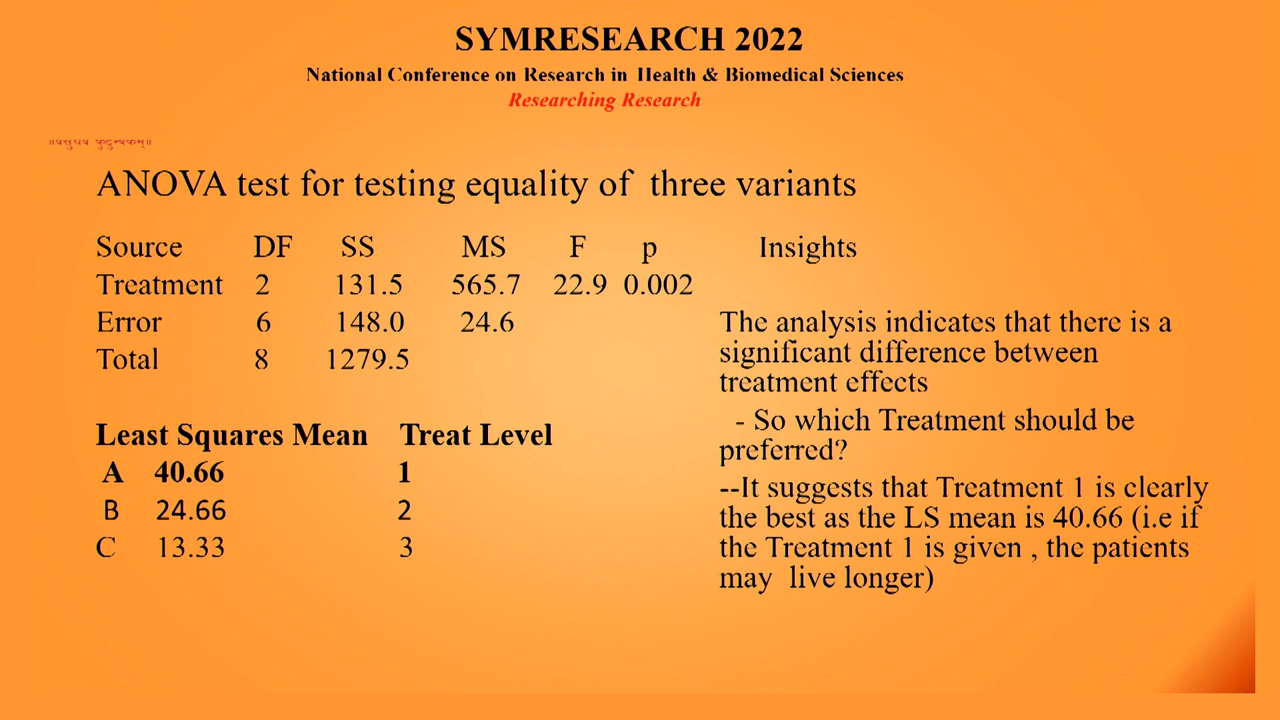 SYMRESEARCH 2022
National Conference on Research in Health & Biomedical Sciences
Researching Research
॥वसुधैव कुटुम्बकम्॥
ANOVA test for testing equality of three variants
Source DF SS MS F p Insights
Treatment 2 131.5 565.7 22.9 0.002
Error 6 148.0 24.6
Total 8 1279.5
The analysis indicates that there is a
significant difference between
treatment effects
- So which Treatment should be
preferred?
--It suggests that Treatment 1 is clearly
the best as the LS mean is 40.66 (i.e if
the Treatment 1 is given , the patients
may live longer)
Least Squares Mean Treat Level
A 40.66 1
B 24.66 2
C 13.33 3